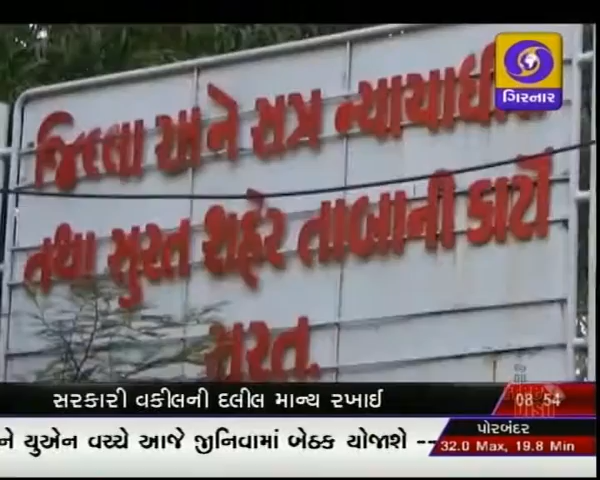 ગિરનાર
જિલ્લા અને સત્ર ન્યાયાધી
તથા સુરત શહેર તાબાની કોર્ટો
સુરત.
સરકારી વકીલની દલીલ માન્ય રખાઈ
08:54
ને યુએન વચ્ચે આજે જીનિવામાં બેઠક યોજાશે --
પોરબંદર
32.0 Max, 19.8 Min